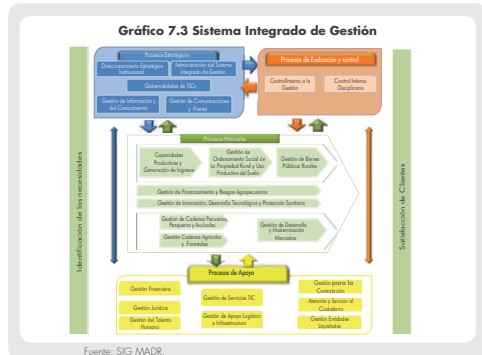 Gráfico 7.3 Sistema Integrado de Gestión
Identificación de las necesidades
Procesos Estratégicos
Direccionamiento Estratégico
Institucional
Administración del Sistema
Integrado de Gestión
Gobernabilidad de TICs
Gestión de Información y
del Conocimiento
Gestión de Comunicaciones
y Prensa
Procesos de Evaluación y control
Control Interno a la
Gestión
Control Interno
Disciplinario
Procesos Misionales
Capacidades
Productivas y
Generación de Ingresos
Gestión de
Ordenamiento Social de
La Propiedad Rural y Uso
Productivo del Suelo
Gestión de Bienes
Públicos Rurales
Gestión de Financiamiento y Riesgos Agropecuarios
Gestión de Innovación, Desarrollo Tecnológico y Protección Sanitaria
Gestión de Cadenas Pecuarias,
Pesquera y Acuícolas
Gestión Cadenas Agrícolas
y Forestales
Gestión de Desarrollo
y Modernización
Mercados
Procesos de Apoyo
Gestión Financiera
Gestión Jurídica
Gestión del Talento
Humano
Gestión de Servicios TIC
Gestión de Apoyo Logístico
e Infraestructura
Gestión para la
Contratación
Atención y Servicio al
Ciudadano
Gestión Entidades
Liquidadas
Satisfacción de Clientes
Fuente: SIG MADR.